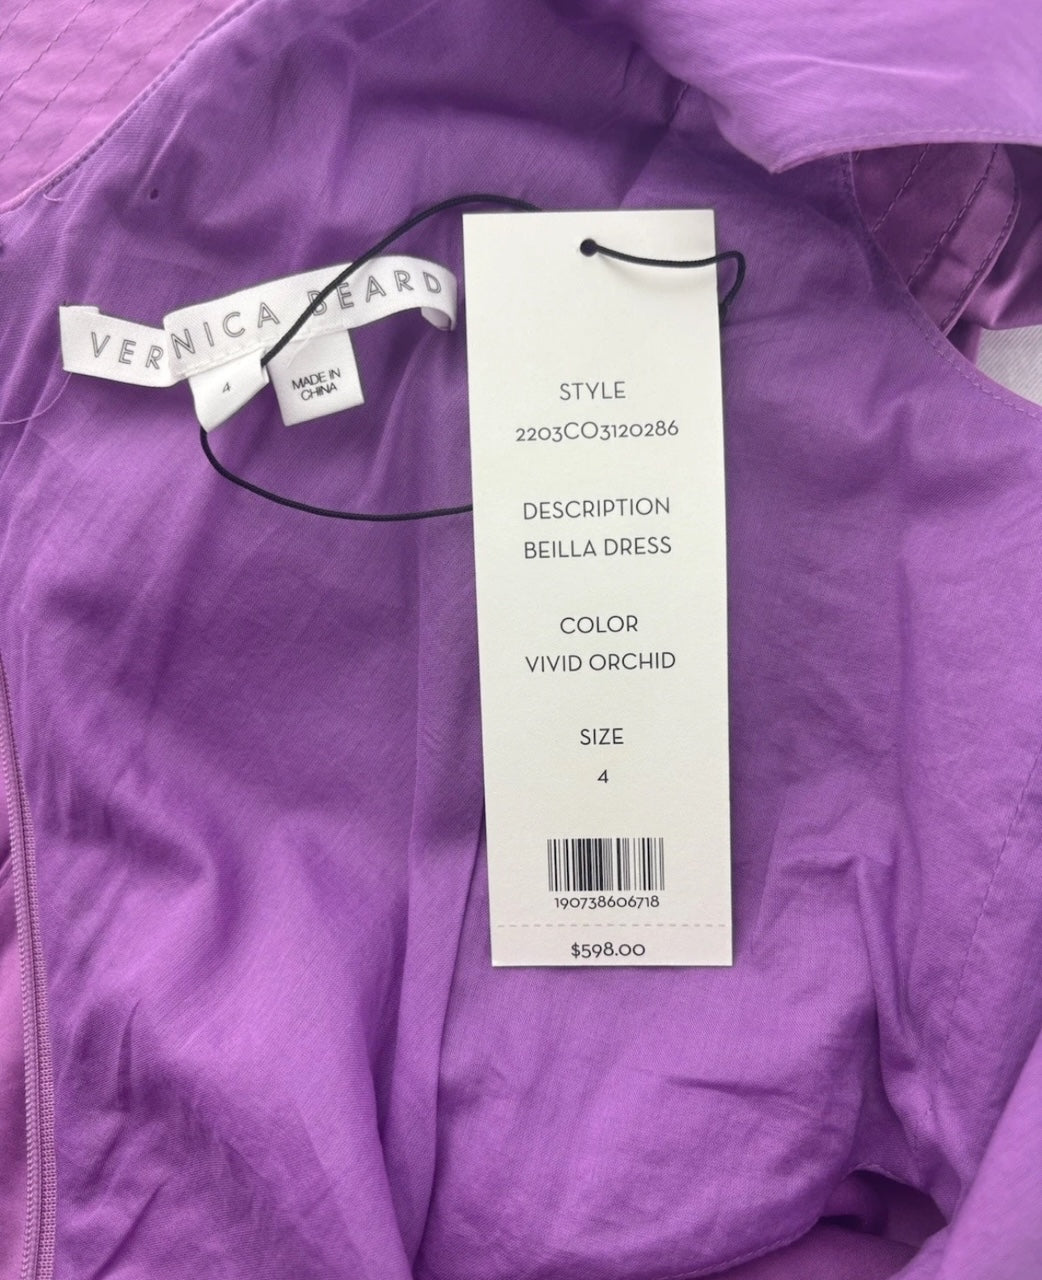 VERNICA BEARD
4
MADE IN
CHINA
STYLE
2203CO3120286
DESCRIPTION
BEILLA DRESS
COLOR
VIVID ORCHID
SIZE
4
190738606718
$598.00